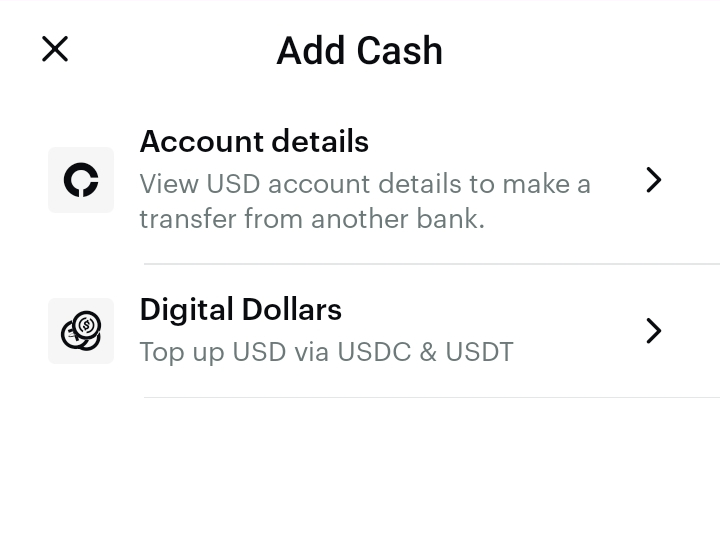 Add Cash
Account details
View USD account details to make a
transfer from another bank.
Digital Dollars
Top up USD via USDC & USDT